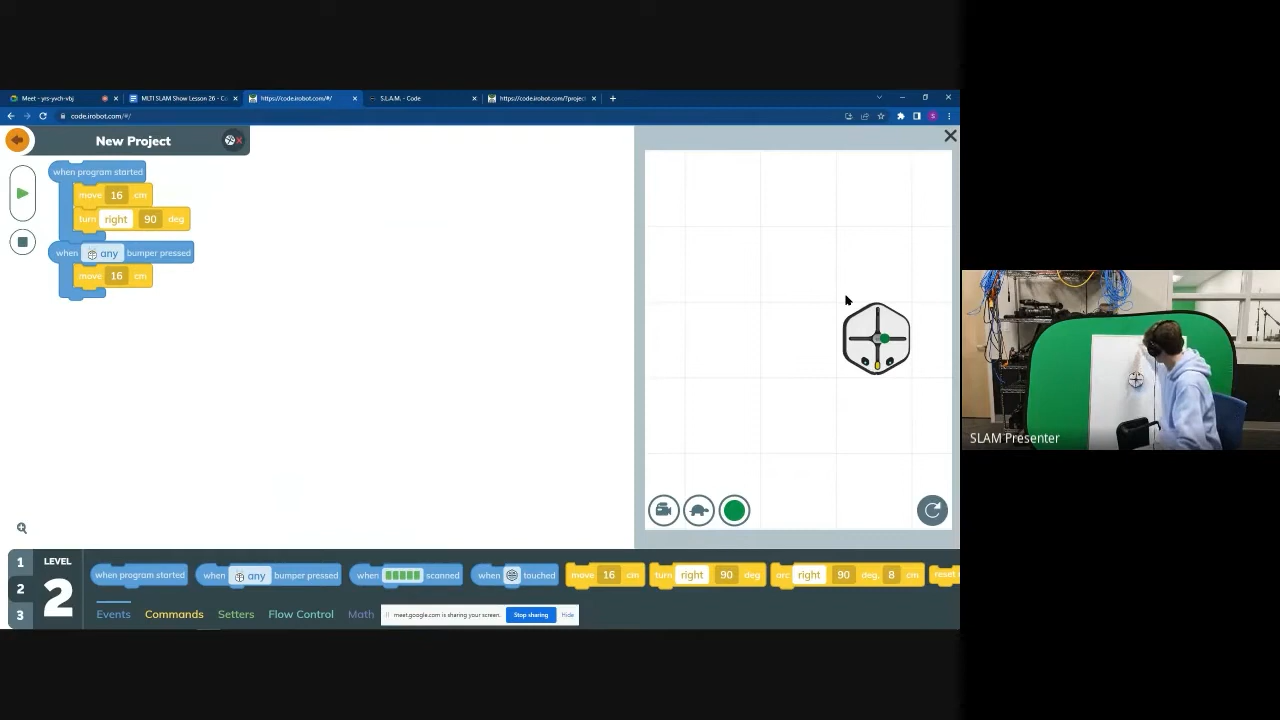 Meet - yrs-yvch-vbj
MLTI SLAM Show Lesson 26 - C
https://code.irobot.com/#/
S.L.A.M. - Code
https://code.irobot.com/?project
code.irobot.com/#/
New Project
when program started
move 16 cm
turn right 90 deg
when any bumper pressed
move 16 cm
SLAM Presenter
1
2
3
LEVEL
2
when program started
when any bumper pressed
when scanned
when touched
move 16 cm
turn right 90 deg
arc right 90 deg, 8 cm
reset
Events
Commands
Setters
Flow Control
Math
meet.google.com is sharing your screen.
Stop sharing
Hide